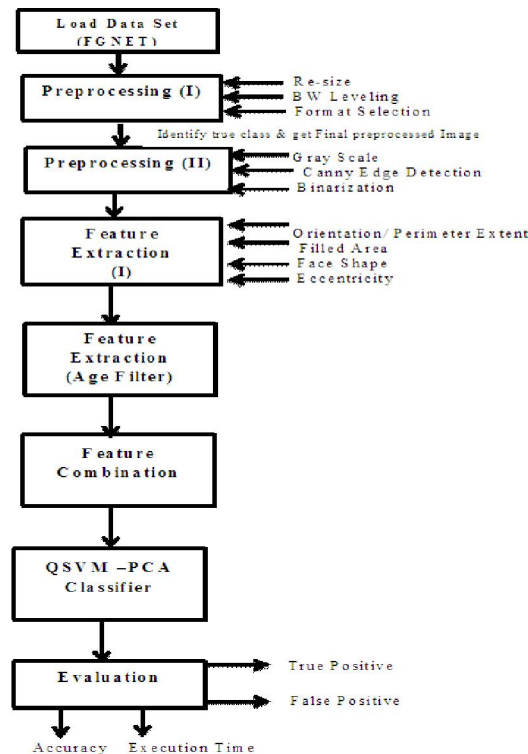 Load Data Set
(FGNET)
Preprocessing (I)
Re-size
BW Leveling
Format Selection
Identify true class & get Final preprocessed Image
Preprocessing (II)
Gray Scale
Canny Edge Detection
Binarization
Feature
Extraction
(I)
Orientation/ Perimeter Extent
Filled Area
Face Shape
Eccentricity
Feature
Extraction
(Age Filter)
Feature
Combination
QSVM –PCA
Classifier
Evaluation
True Positive
False Positive
Accuracy
Execution Time